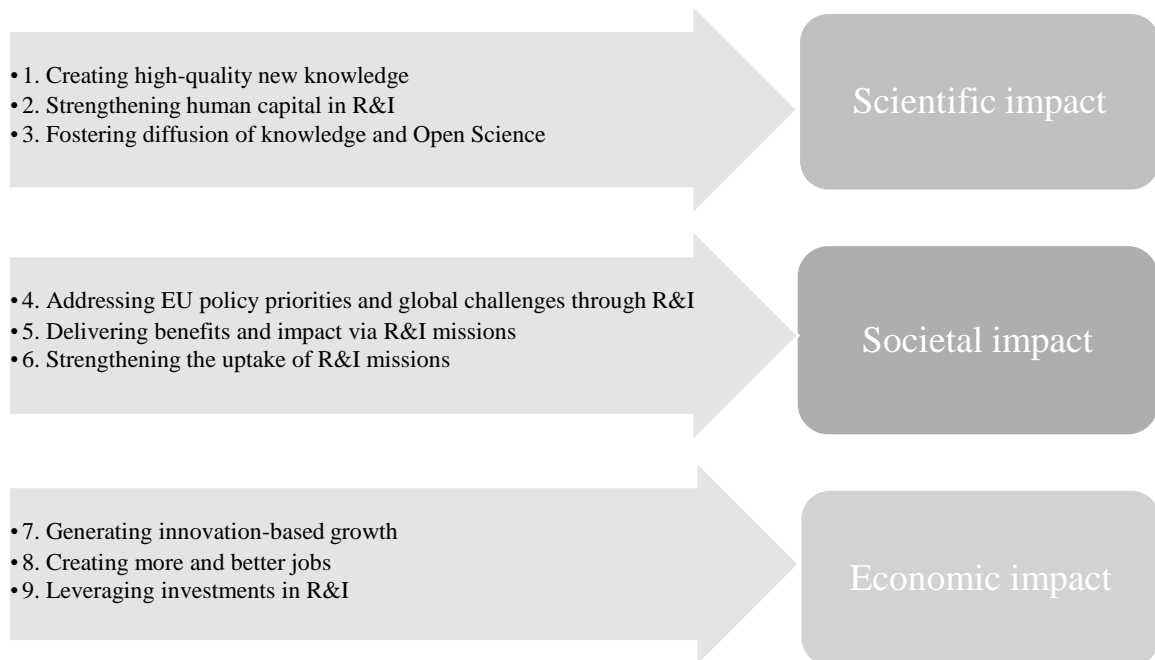 • 1. Creating high-quality new knowledge
• 2. Strengthening human capital in R&I
• 3. Fostering diffusion of knowledge and Open Science
Scientific impact
• 4. Addressing EU policy priorities and global challenges through R&I
• 5. Delivering benefits and impact via R&I missions
• 6. Strengthening the uptake of R&I missions
Societal impact
• 7. Generating innovation-based growth
• 8. Creating more and better jobs
• 9. Leveraging investments in R&I
Economic impact